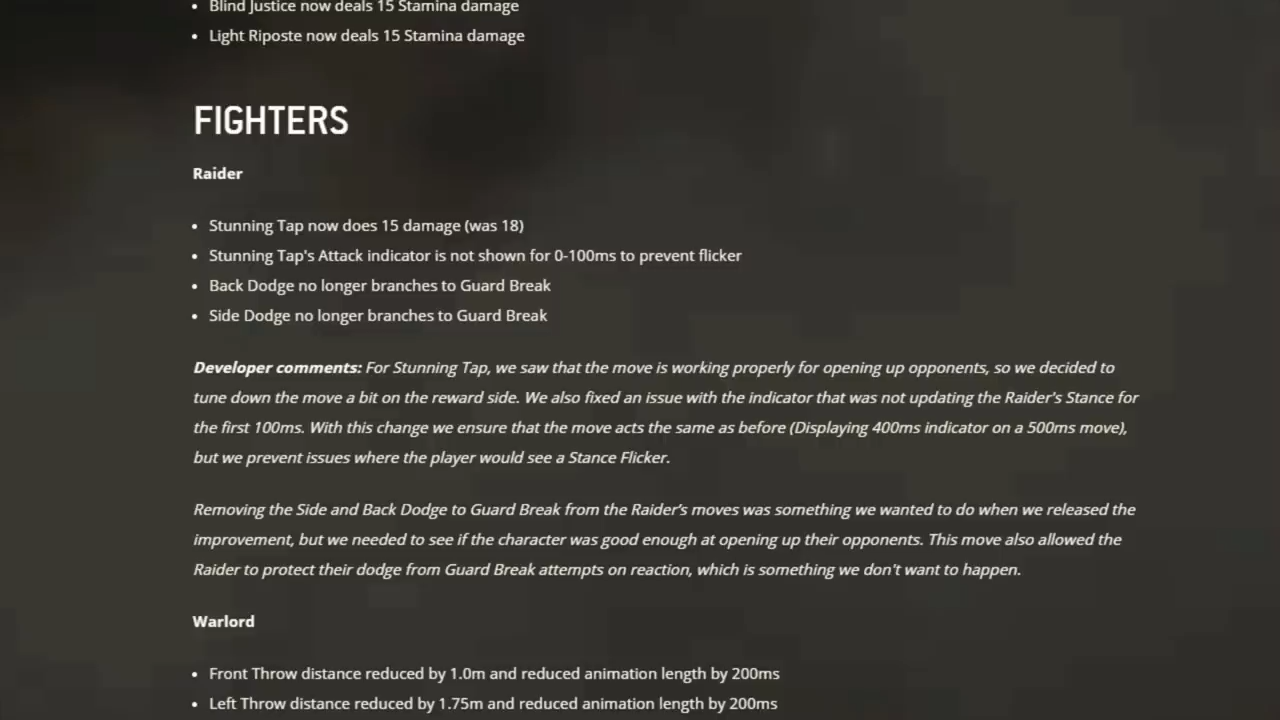 Blind Justice now deals 15 Stamina damage
Light Riposte now deals 15 Stamina damage
FIGHTERS
Raider
Stunning Tap now does 15 damage (was 18)
Stunning Tap's Attack indicator is not shown for 0-100ms to prevent flicker
Back Dodge no longer branches to Guard Break
Side Dodge no longer branches to Guard Break
Developer comments: For Stunning Tap, we saw that the move is working properly for opening up opponents, so we decided to
tune down the move a bit on the reward side. We also fixed an issue with the indicator that was not updating the Raider's Stance for
the first 100ms. With this change we ensure that the move acts the same as before (Displaying 400ms indicator on a 500ms move),
but we prevent issues where the player would see a Stance Flicker.
Removing the Side and Back Dodge to Guard Break from the Raider's moves was something we wanted to do when we released the
improvement, but we needed to see if the character was good enough at opening up their opponents. This move also allowed the
Raider to protect their dodge from Guard Break attempts on reaction, which is something we don't want to happen.
Warlord
Front Throw distance reduced by 1.0m and reduced animation length by 200ms
Left Throw distance reduced by 1.75m and reduced animation length by 200ms